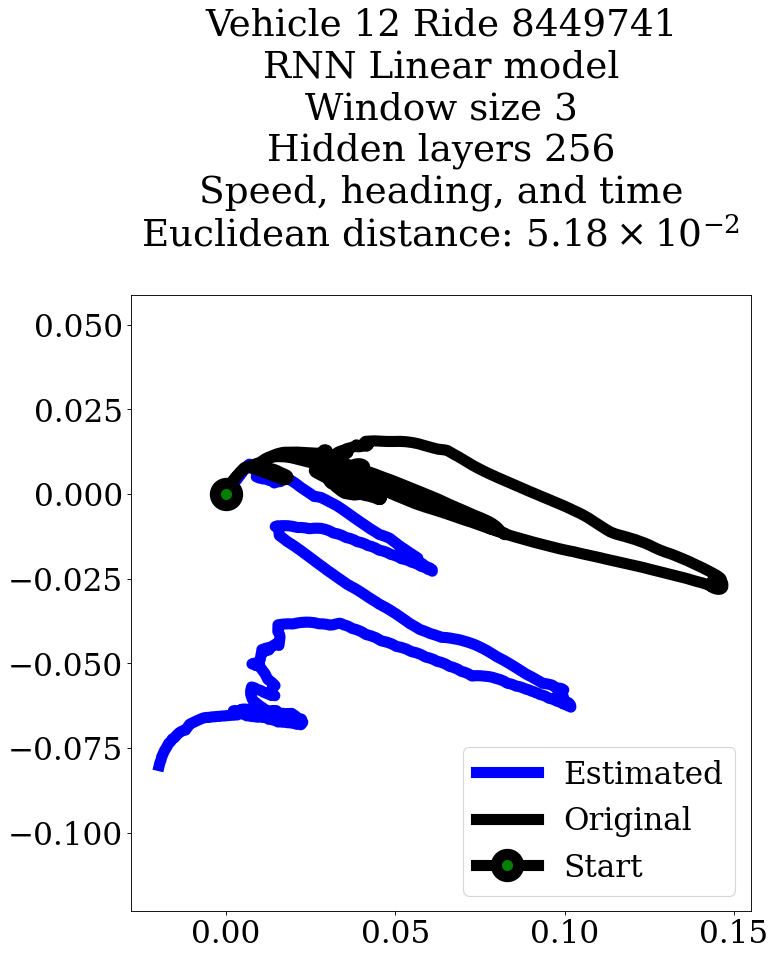 Vehicle 12 Ride 8449741
RNN Linear model
Window size 3
Hidden layers 256
Speed, heading, and time
Euclidean distance: 5.18 × 10⁻²
0.050
0.025
0.000
−0.025
−0.050
−0.075
−0.100
Estimated
Original
Start
0.00 0.05 0.10 0.15